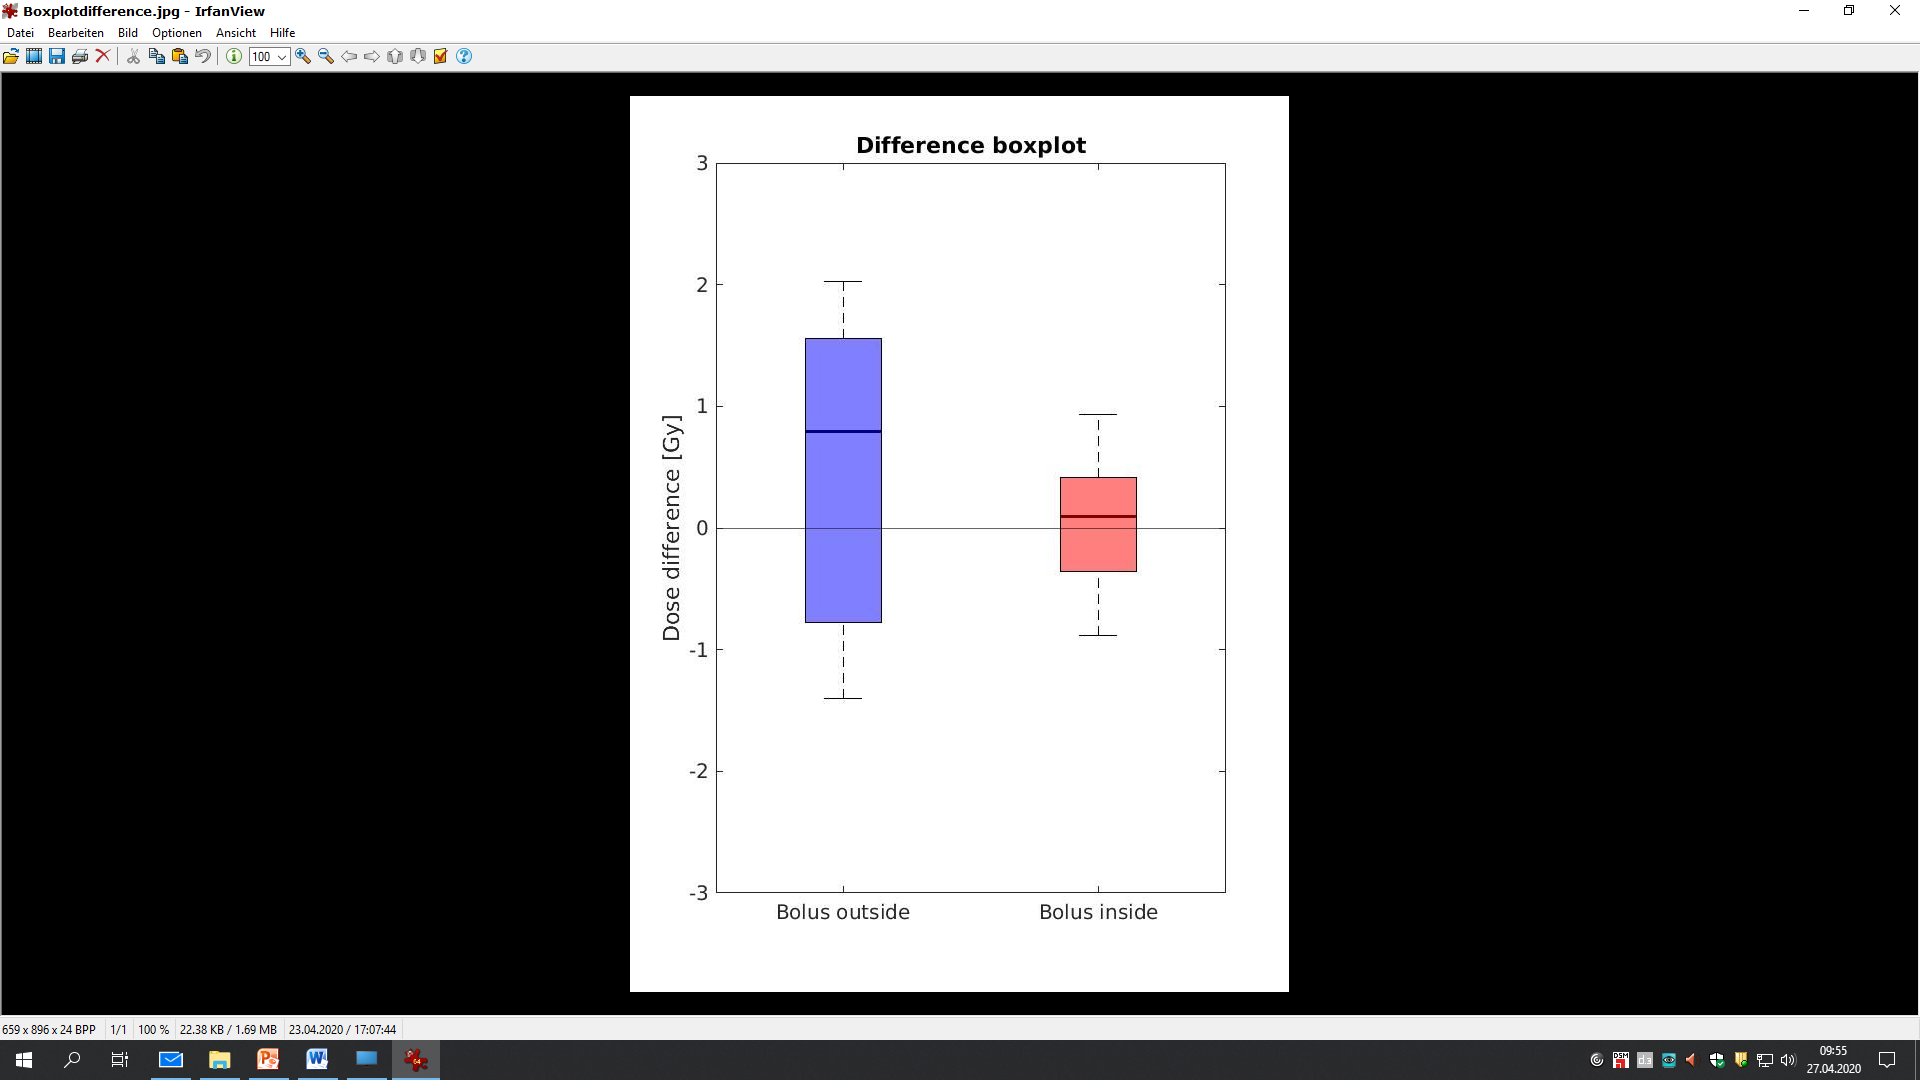 Boxplotdifference.jpg - IrfanView
Datei Bearbeiten Bild Optionen Ansicht Hilfe
100
Difference boxplot
3
2
1
0
-1
-2
-3
Dose difference [Gy]
Bolus outside Bolus inside
659 x 896 x 24 BPP 1/1 100 % 22.38 KB / 1.69 MB 23.04.2020 / 17:07:44
DSM d.3 09:55
27.04.2020